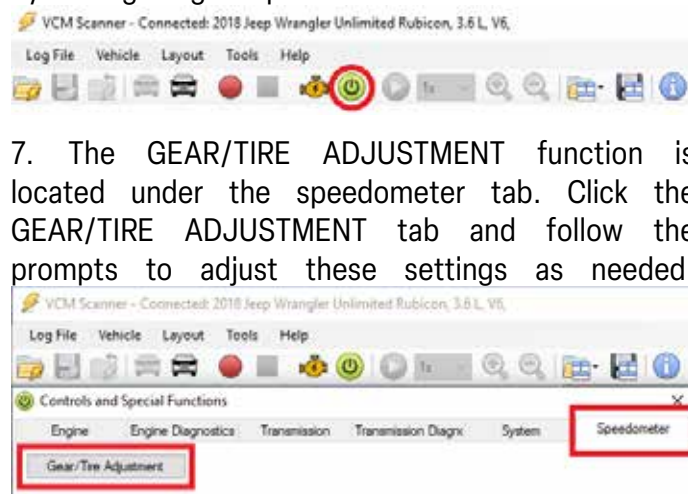 VCM Scanner - Connected: 2018 Jeep Wrangler Unlimited Rubicon, 3.6 L, V6,
Log File Vehicle Layout Tools Help
1x
7. The GEAR/TIRE ADJUSTMENT function is
located under the speedometer tab. Click the
GEAR/TIRE ADJUSTMENT tab and follow the
prompts to adjust these settings as needed
VCM Scanner - Connected: 2018 Jeep Wrangler Unlimited Rubicon, 3.6 L, V6,
Log File Vehicle Layout Tools Help
1x
Controls and Special Functions
Engine Engine Diagnostics Transmission Transmission Diagnx System Speedometer
Gear/Tire Adjustment